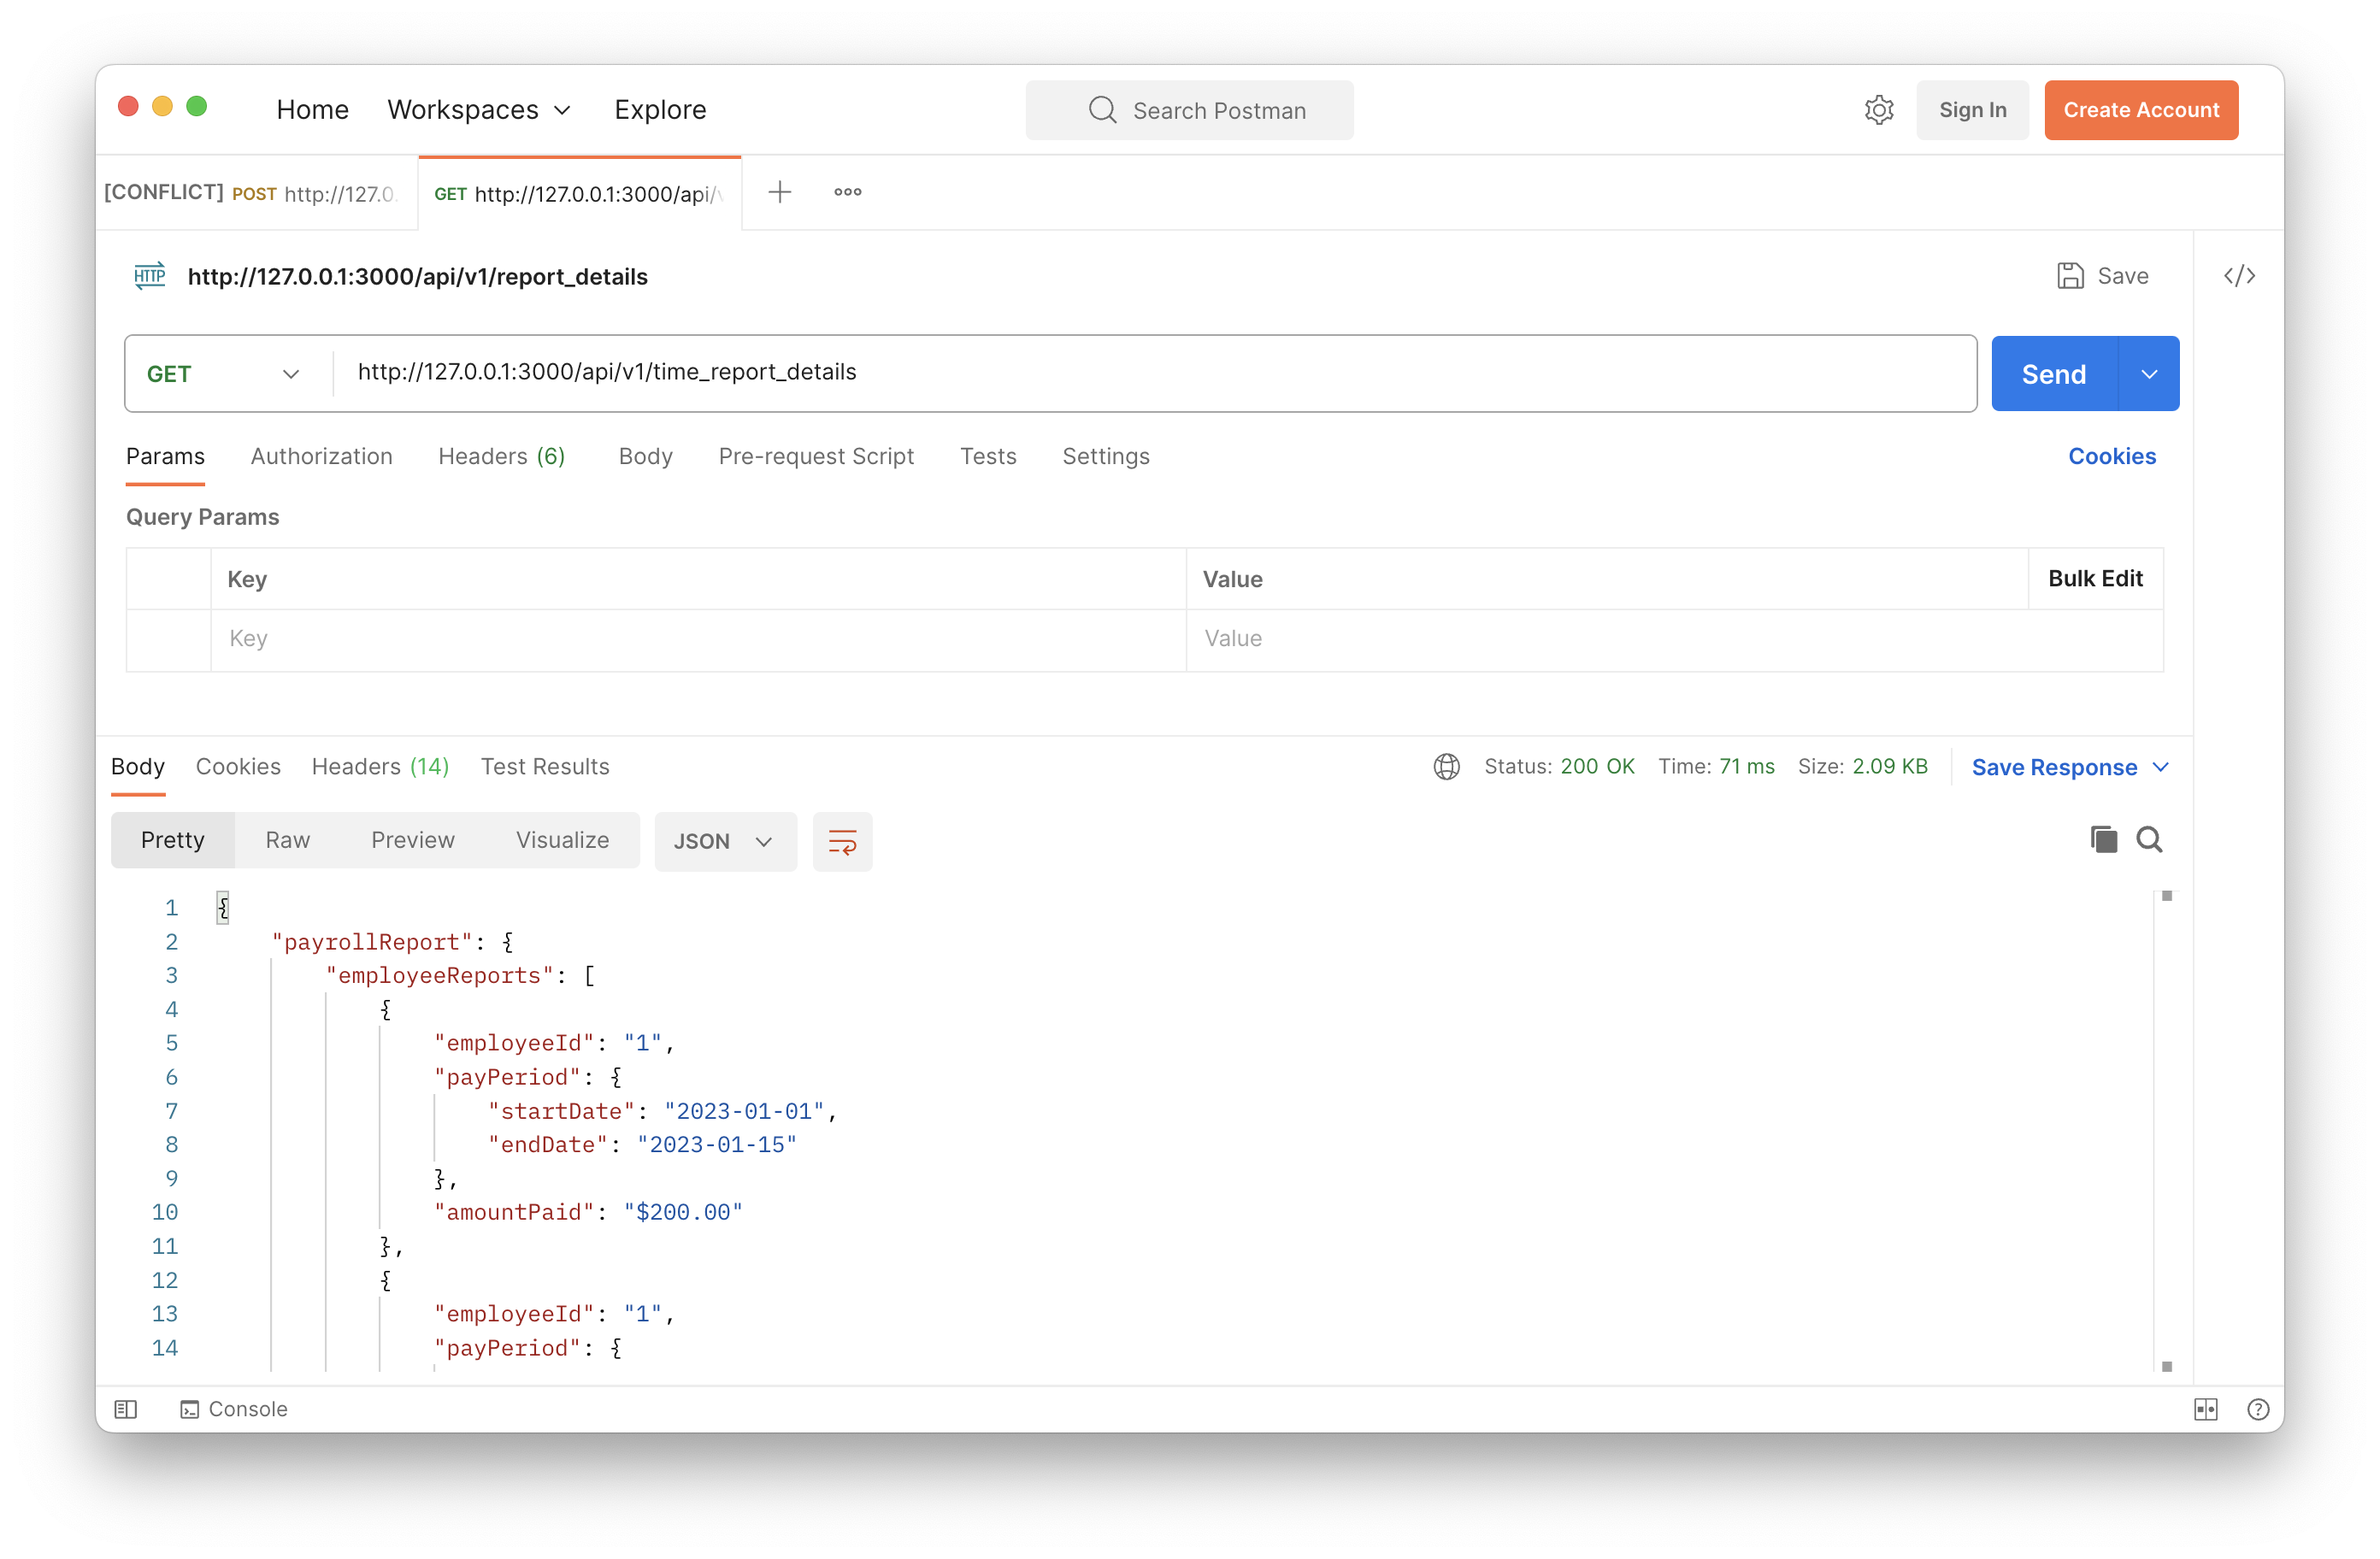 Home Workspaces Explore Search Postman Sign In Create Account
[CONFLICT] POST http://127.0. GET http://127.0.0.1:3000/api/v
HTTP http://127.0.0.1:3000/api/v1/report_details Save </>
GET http://127.0.0.1:3000/api/v1/time_report_details Send
Params Authorization Headers (6) Body Pre-request Script Tests Settings Cookies
Query Params
Key Value Bulk Edit
Key Value
Body Cookies Headers (14) Test Results Status: 200 OK Time: 71 ms Size: 2.09 KB Save Response
Pretty Raw Preview Visualize JSON
1 {
2 "payrollReport": {
3 "employeeReports": [
4 {
5 "employeeId": "1",
6 "payPeriod": {
7 "startDate": "2023-01-01",
8 "endDate": "2023-01-15"
9 },
10 "amountPaid": "$200.00"
11 },
12 {
13 "employeeId": "1",
14 "payPeriod": {
Console